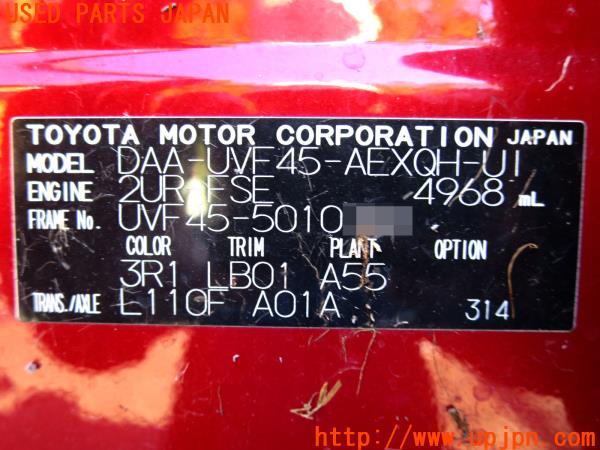 USED PARTS JAPAN
TOYOTA MOTOR CORPORATION JAPAN
MODEL DAA-UVF45-AEXQH-U1
ENGINE 2UR-FSE 4968 mL
FRAME No. UVF45-5010
COLOR TRIM PLANT OPTION
3R1 LB01 A55
TRANS./AXLE L110F A01A 314
http://www.upjpn.com